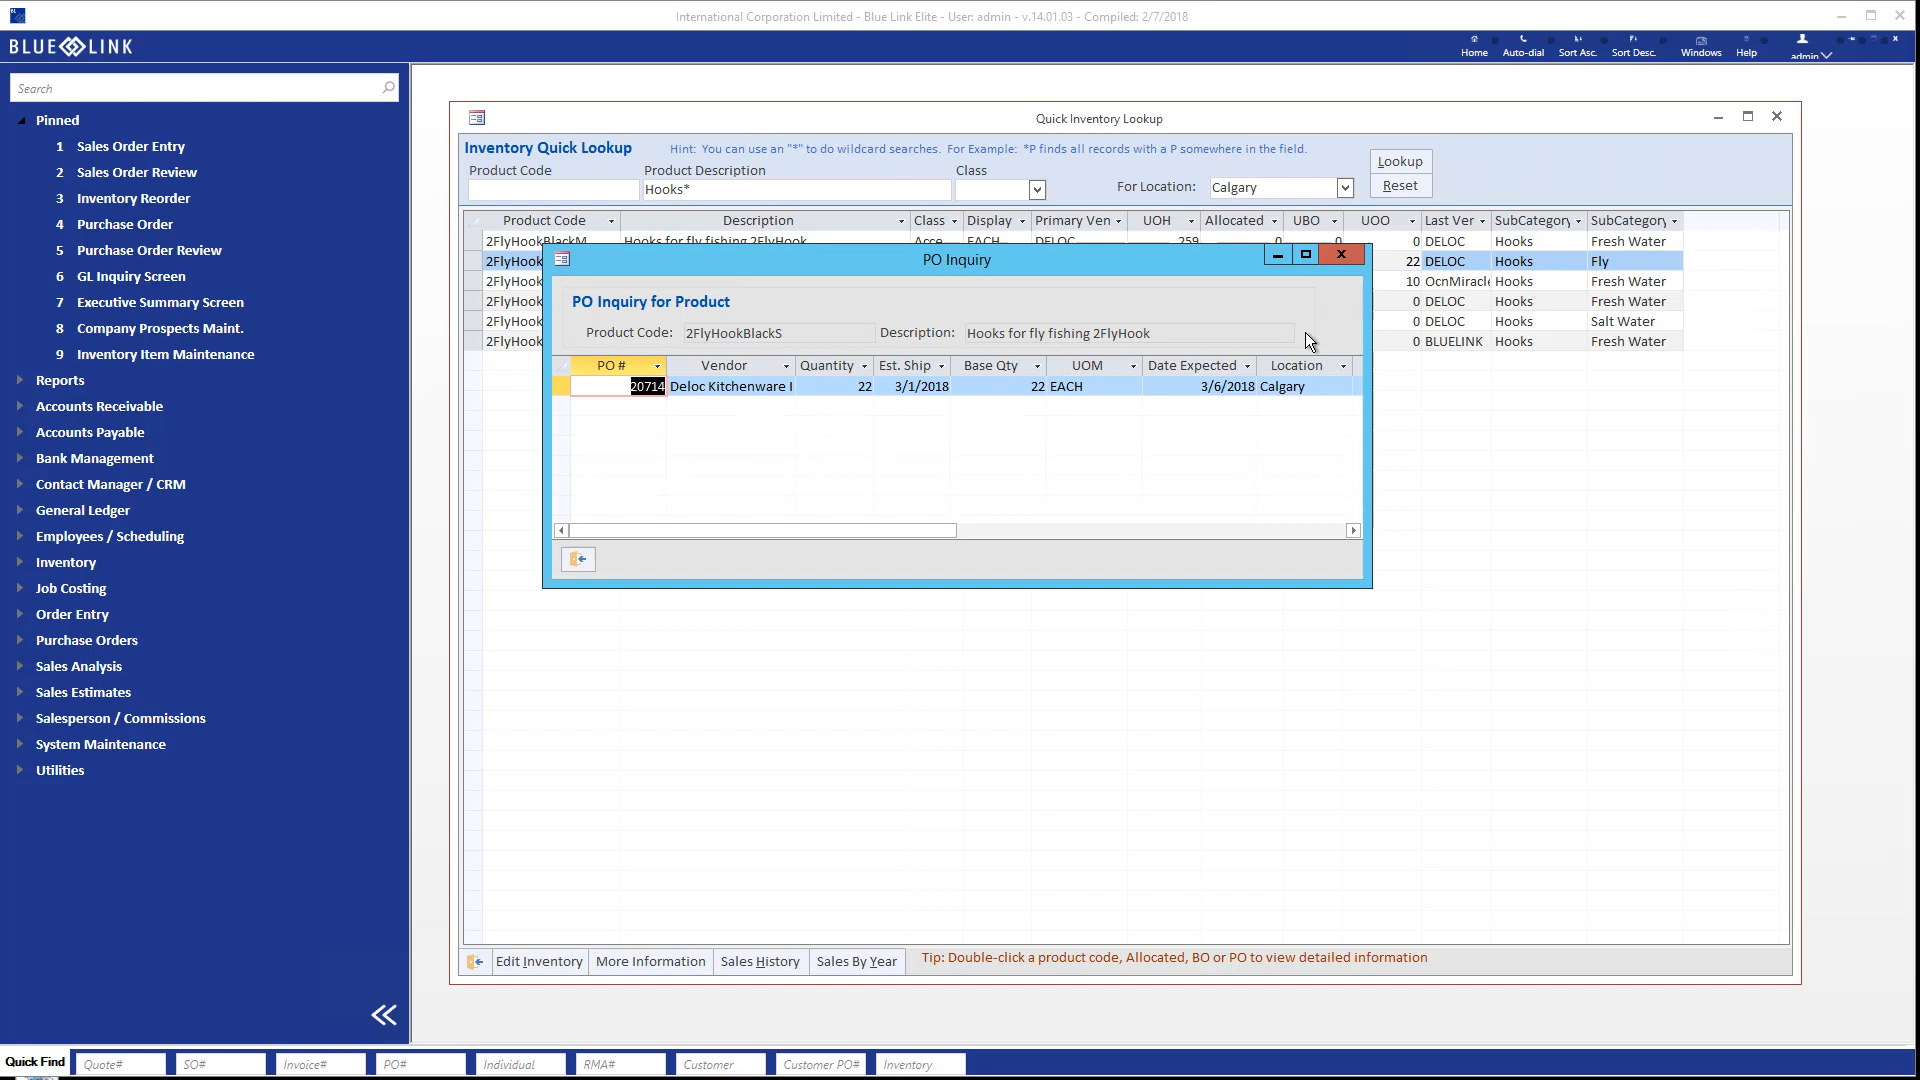 International Corporation Limited - Blue Link Elite - User: admin - v.14.01.03 - Compiled: 2/7/2018
BLUE LINK
Home Auto-dial Sort Asc. Sort Desc. Windows Help admin
Search
Pinned
1 Sales Order Entry
2 Sales Order Review
3 Inventory Reorder
4 Purchase Order
5 Purchase Order Review
6 GL Inquiry Screen
7 Executive Summary Screen
8 Company Prospects Maint.
9 Inventory Item Maintenance
Reports
Accounts Receivable
Accounts Payable
Bank Management
Contact Manager / CRM
General Ledger
Employees / Scheduling
Inventory
Job Costing
Order Entry
Purchase Orders
Sales Analysis
Sales Estimates
Salesperson / Commissions
System Maintenance
Utilities
Quick Inventory Lookup
Inventory Quick Lookup Hint: You can use an "*" to do wildcard searches. For Example: *P finds all records with a P somewhere in the field.
Product Code Product Description Class
Hooks* For Location: Calgary
Lookup
Reset
Product Code Description Class Display Primary Ven UOH Allocated UBO UOO Last Ver SubCategory SubCategory
2FlyHookBlackM Hooks for fly fishing 2FlyHook Acce EACH DELOC 259 0 0 0 DELOC Hooks Fresh Water
2FlyHook 22 DELOC Hooks Fly
2FlyHook 10 OcnMiracle Hooks Fresh Water
2FlyHook 0 DELOC Hooks Fresh Water
2FlyHook 0 DELOC Hooks Salt Water
2FlyHook 0 BLUELINK Hooks Fresh Water
PO Inquiry
PO Inquiry for Product
Product Code: 2FlyHookBlackS Description: Hooks for fly fishing 2FlyHook
PO # Vendor Quantity Est. Ship Base Qty UOM Date Expected Location
20714 Deloc Kitchenware I 22 3/1/2018 22 EACH 3/6/2018 Calgary
Edit Inventory More Information Sales History Sales By Year Tip: Double-click a product code, Allocated, BO or PO to view detailed information
Quick Find Quote# SO# Invoice# PO# Individual RMA# Customer Customer PO# Inventory